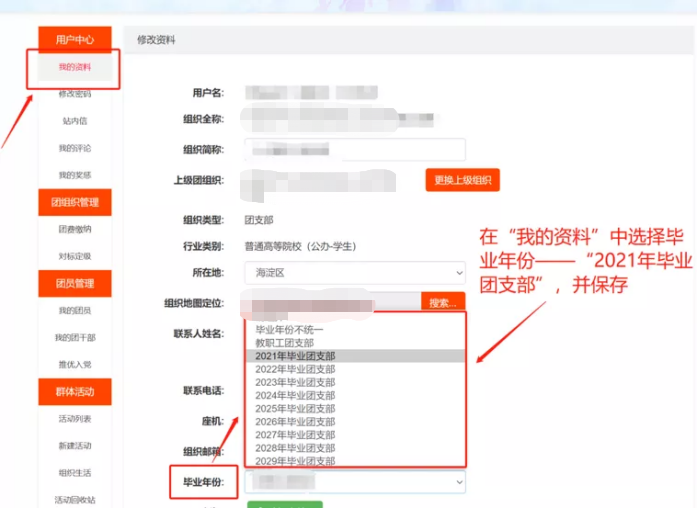 用户中心
我的资料
修改密码
站内信
我的评论
我的奖惩
团组织管理
团费缴纳
对标定级
团员管理
我的团员
我的团干部
推优入党
群体活动
活动列表
新建活动
组织生活
活动回收站
修改资料
用户名:
组织全称:
组织简称:
上级团组织:
更换上级组织
组织类型: 团支部
行业类别: 普通高等院校（公办-学生）
所在地: 海淀区
组织地图定位:
搜索...
联系人姓名:
毕业年份不统一
教职工团支部
2021年毕业团支部
2022年毕业团支部
2023年毕业团支部
2024年毕业团支部
2025年毕业团支部
2026年毕业团支部
2027年毕业团支部
2028年毕业团支部
2029年毕业团支部
联系电话:
座机:
组织邮箱:
毕业年份:
在“我的资料”中选择毕
业年份——“2021年毕业
团支部”，并保存